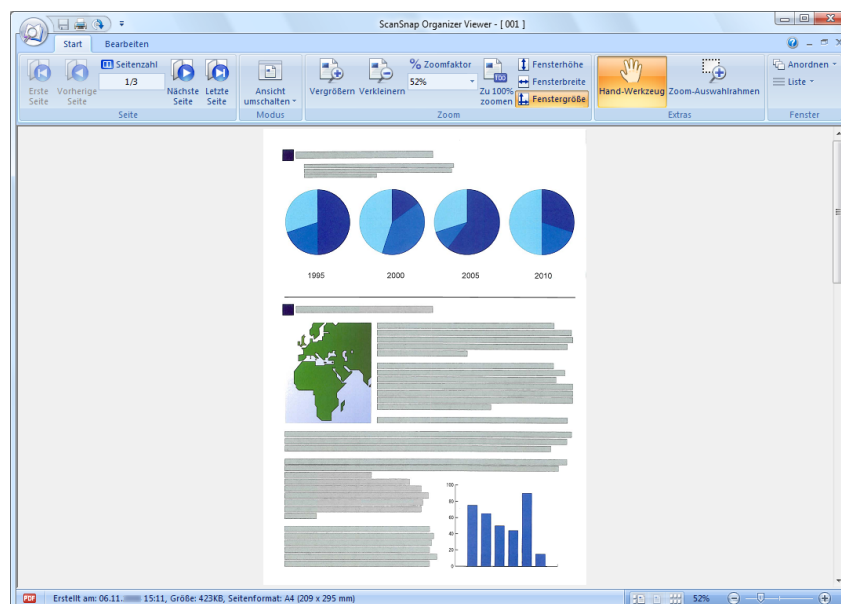 ScanSnap Organizer Viewer - [ 001 ]
Start Bearbeiten
Erste Seite
Vorherige Seite
Seitenzahl
1/3
Nächste Seite
Letzte Seite
Seite
Ansicht umschalten
Modus
Vergrößern
Verkleinern
% Zoomfaktor
52%
100
Zu 100% zoomen
Fensterhöhe
Fensterbreite
Fenstergröße
Zoom
Hand-Werkzeug
Zoom-Auswahlrahmen
Extras
Anordnen
Liste
Fenster
1995 2000 2005 2010
100
80
60
40
20
0
PDF Erstellt am: 06.11. 15:11, Größe: 423KB, Seitenformat: A4 (209 x 295 mm) 52%